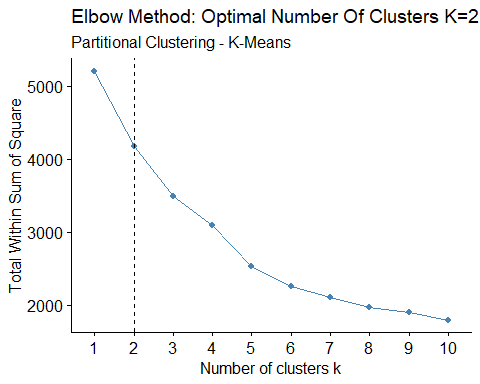 Elbow Method: Optimal Number Of Clusters K=2
Partitional Clustering - K-Means
Total Within Sum of Square
5000
4000
3000
2000
1 2 3 4 5 6 7 8 9 10
Number of clusters k